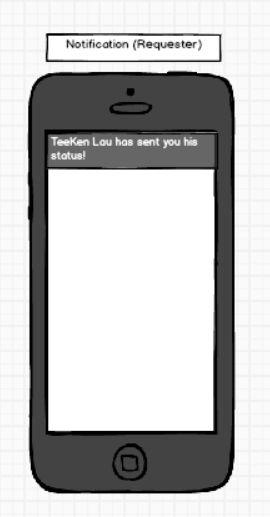 Notification (Requester)
TeeKen Lau has sent you his
status!